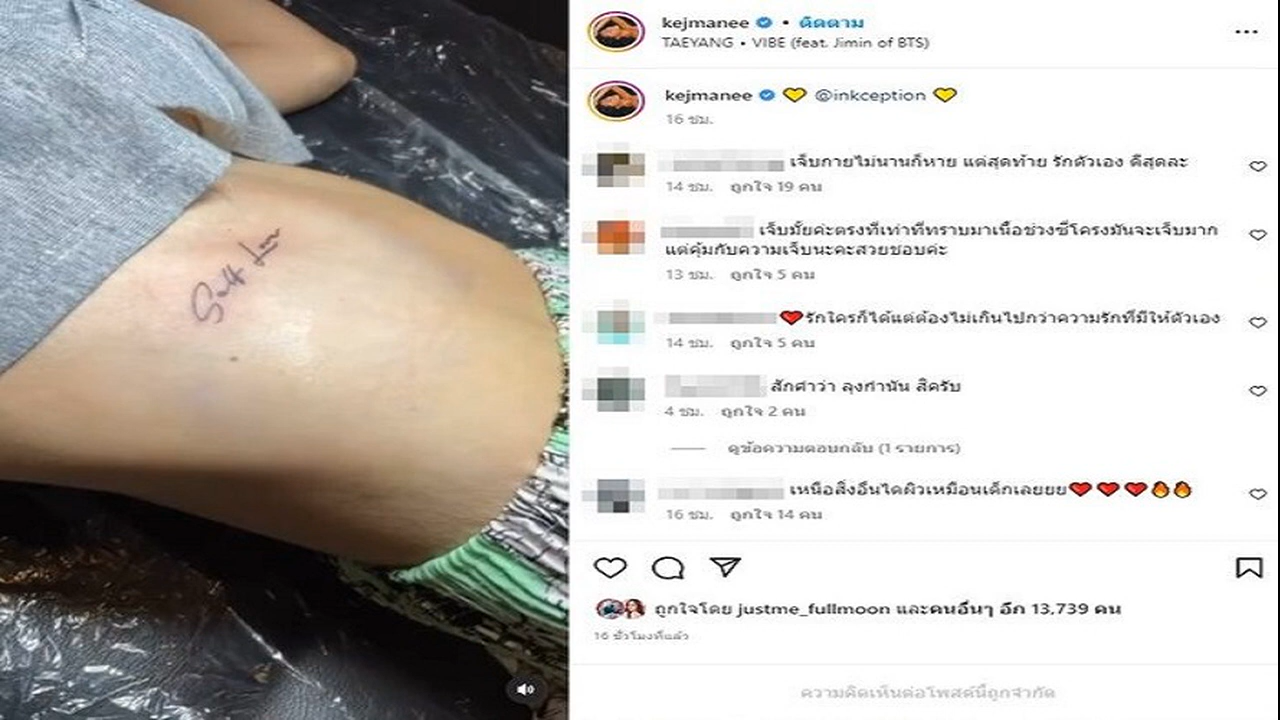 Self Love
kejmanee • ติดตาม
TAEYANG • VIBE (feat. Jimin of BTS)
kejmanee 💛 @inkception 💛
16 ชม.
เจ็บกายไม่นานก็หาย แต่สุดท้าย รักตัวเอง ดีสุดละ
14 ชม. ถูกใจ 19 คน
เจ็บมั้ยค่ะตรงที่เท่าที่ทราบมาเนื้อช่วงซี่โครงมันจะเจ็บมาก
แต่คุ้มกับความเจ็บนะคะสวยชอบค่ะ
13 ชม. ถูกใจ 5 คน
❤️รักใครก็ได้แต่ต้องไม่เกินไปกว่าความรักที่มีให้ตัวเอง
14 ชม. ถูกใจ 5 คน
สักคำว่า ลุงกำนัน สิครับ
4 ชม. ถูกใจ 2 คน
ดูข้อความตอบกลับ (1 รายการ)
เหนือสิ่งอื่นใดผิวเหมือนเด็กเลยยย❤️❤️❤️🔥🔥
16 ชม. ถูกใจ 14 คน
ถูกใจโดย justme_fullmoon และคนอื่นๆ อีก 13,739 คน
16 ชั่วโมงที่แล้ว
ความคิดเห็นต่อโพสต์นี้ถูกจำกัด